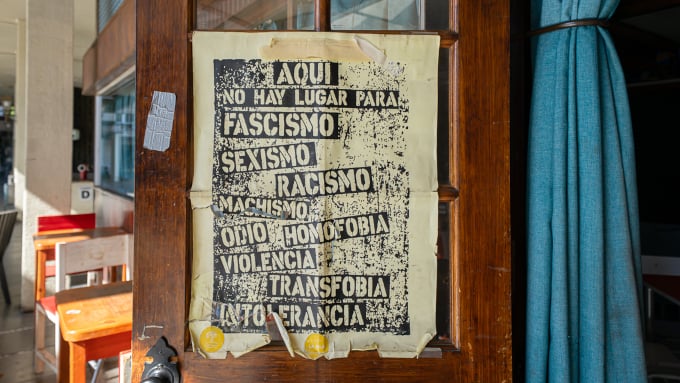 AQUI
NO HAY LUGAR PARA
FASCISMO
SEXISMO
RACISMO
MACHISMO
ODIO HOMOFOBIA
VIOLENCIA
TRANSFOBIA
INTOLERANCIA
D